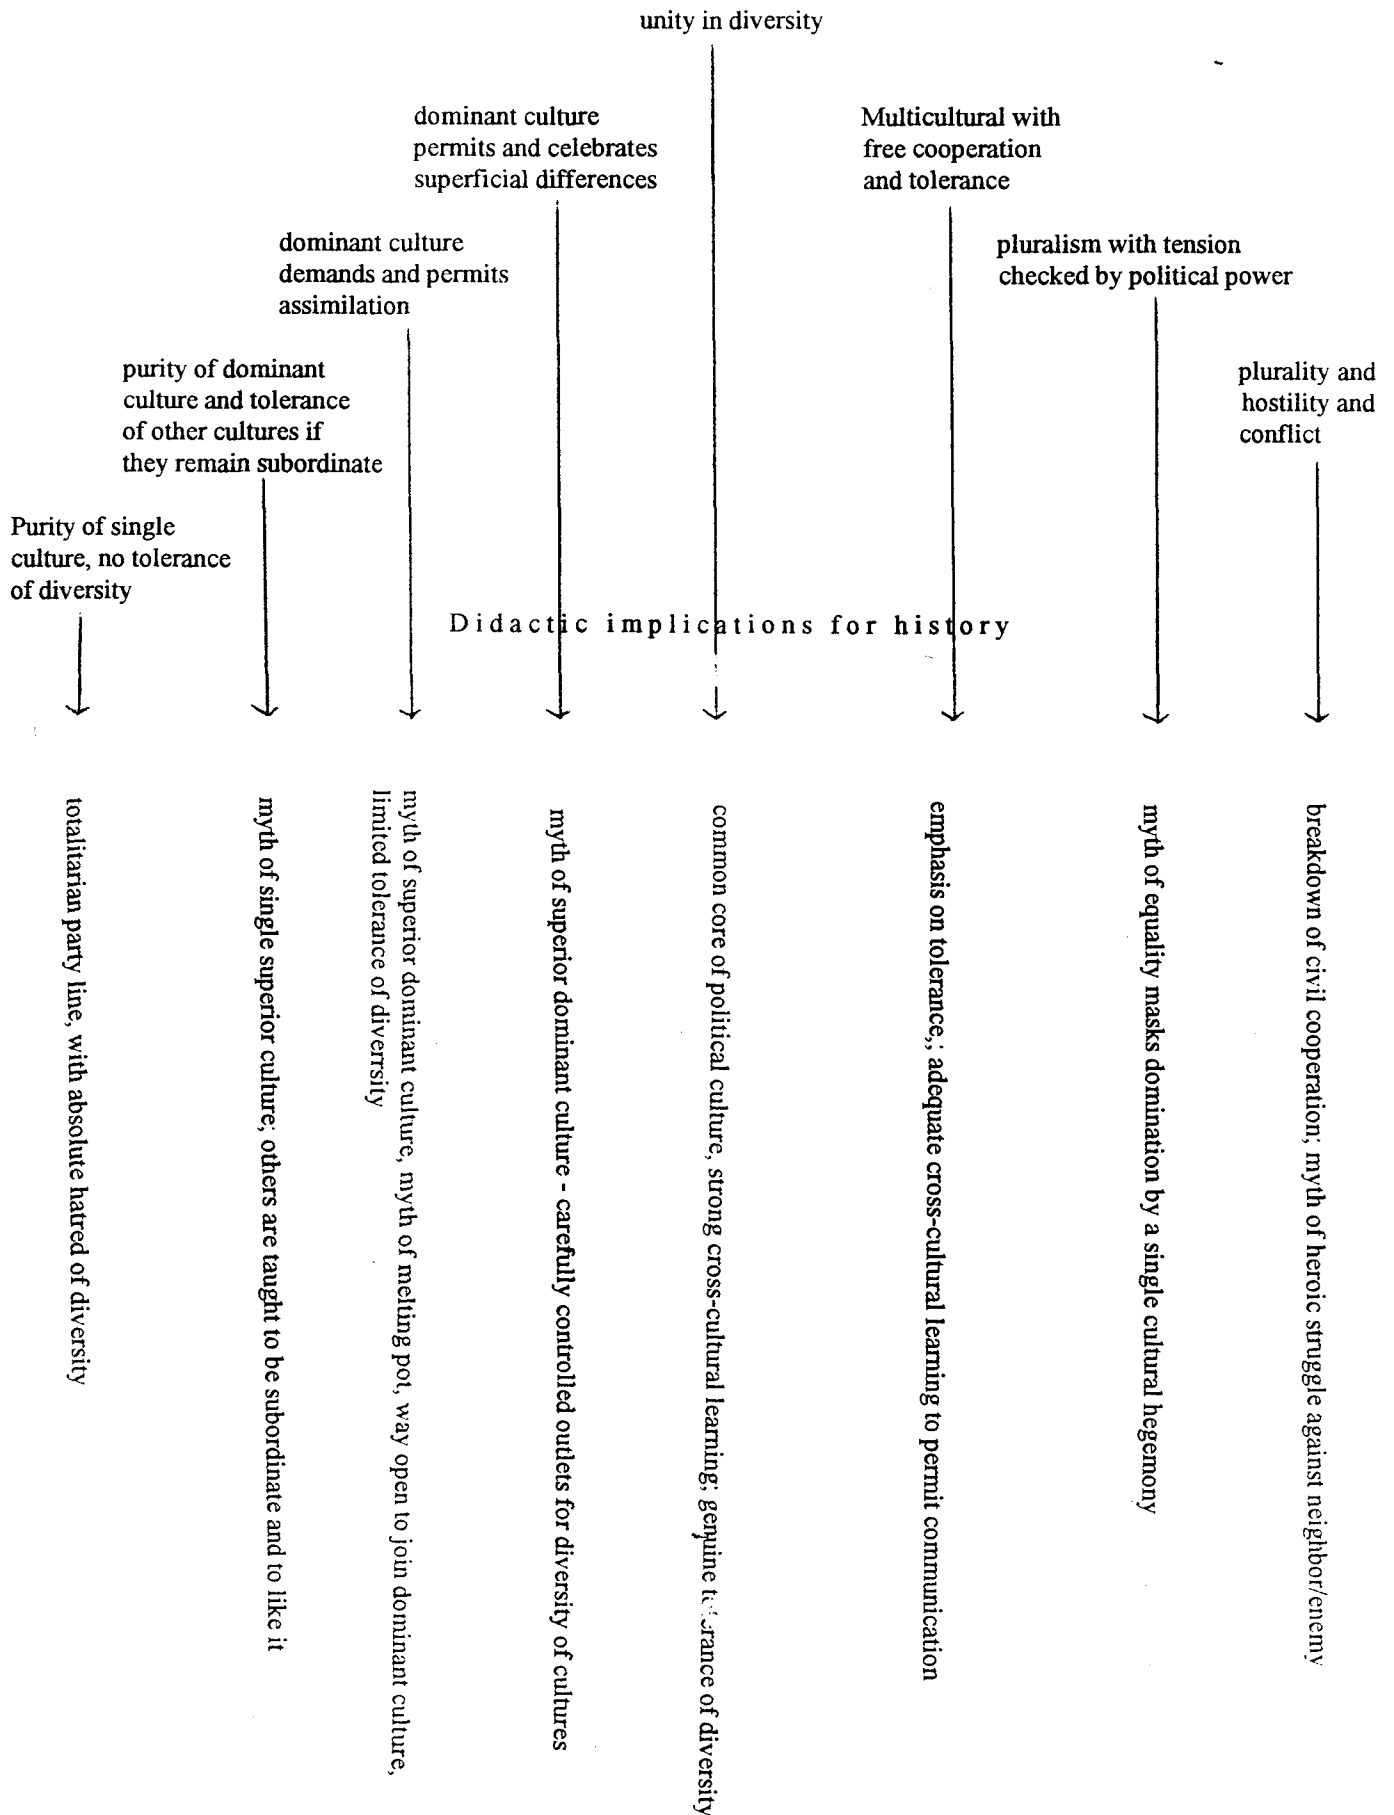 unity in diversity
dominant culture
permits and celebrates
superficial differences
Multicultural with
free cooperation
and tolerance
dominant culture
demands and permits
assimilation
pluralism with tension
checked by political power
purity of dominant
culture and tolerance
of other cultures if
they remain subordinate
plurality and
hostility and
conflict
Purity of single
culture, no tolerance
of diversity
Didactic implications for history
totalitarian party line, with absolute hatred of diversity
myth of single superior culture; others are taught to be subordinate and to like it
myth of superior dominant culture, myth of melting pot, way open to join dominant culture,
limited tolerance of diverrsity
myth of superior dominant culture - carefully controlled outlets for diversity of cultures
common core of political culture, strong cross-cultural learning; genuine tolerance of diversity
emphasis on tolerance,; adequate cross-cultural learning to permit communication
myth of equality masks domination by a single cultural hegemony
breakdown of civil cooperation; myth of heroic struggle against neighbor/enemy